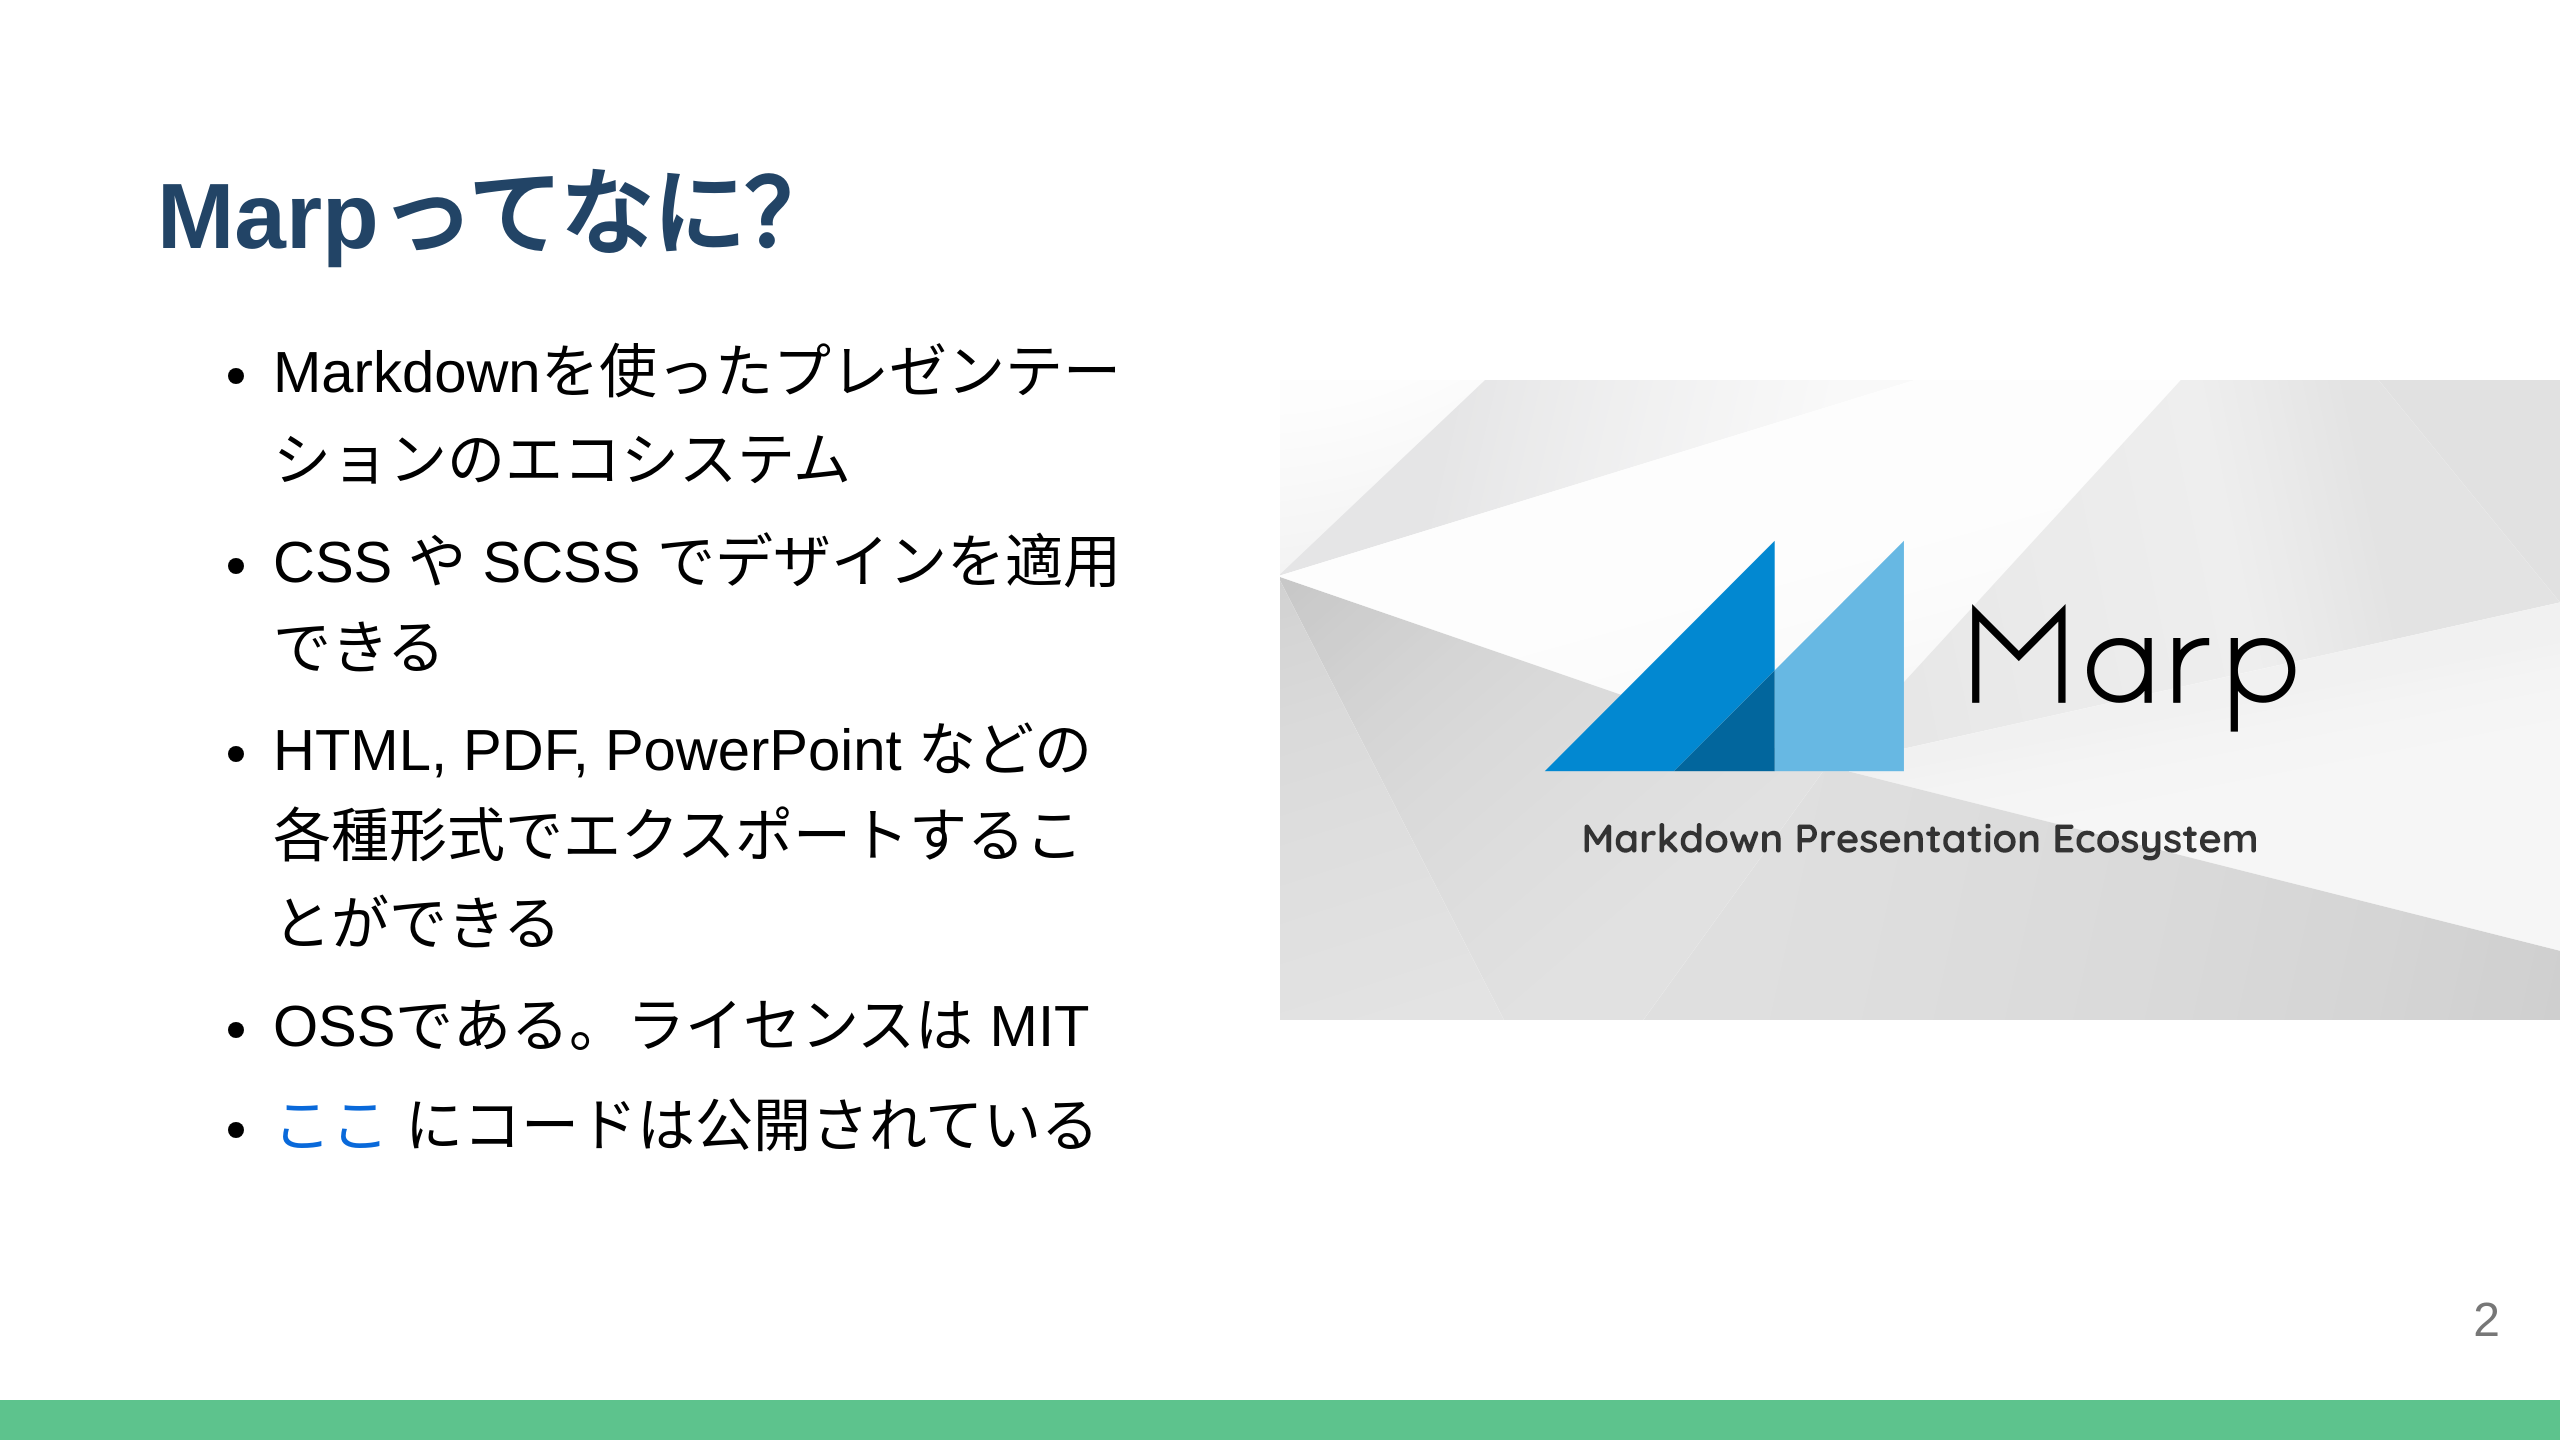 Marpってなに？
• Markdownを使ったプレゼンテー
ションのエコシステム
• CSS や SCSS でデザインを適用
できる
• HTML, PDF, PowerPoint などの
各種形式でエクスポートするこ
とができる
• OSSである。ライセンスは MIT
• ここ にコードは公開されている
Marp
Markdown Presentation Ecosystem
2